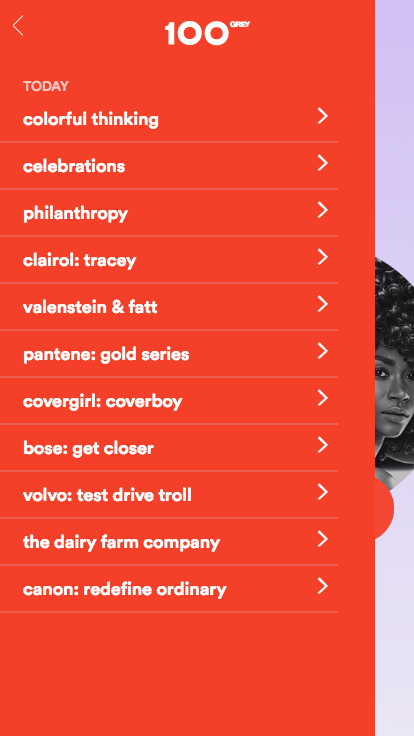 100 GREY
TODAY
colorful thinking
celebrations
philanthropy
clairol: tracey
valenstein & fatt
pantene: gold series
covergirl: coverboy
bose: get closer
volvo: test drive troll
the dairy farm company
canon: redefine ordinary